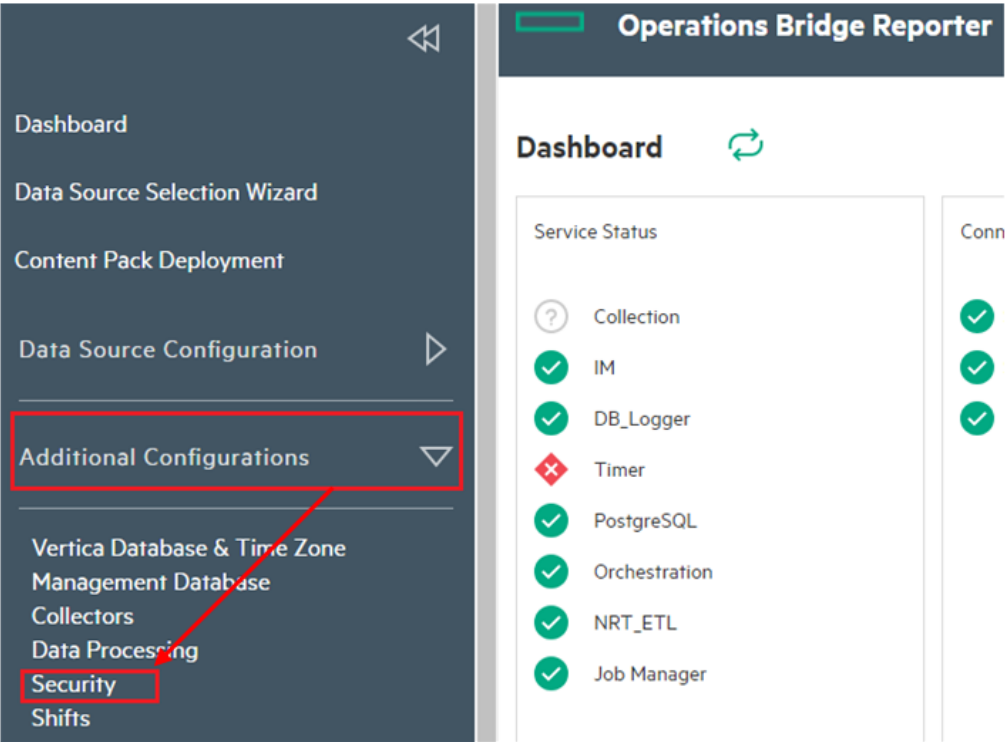 Dashboard
Data Source Selection Wizard
Content Pack Deployment
Data Source Configuration
Additional Configurations
Vertica Database & Time Zone
Management Database
Collectors
Data Processing
Security
Shifts
Operations Bridge Reporter
Dashboard
Service Status
Collection
IM
DB_Logger
Timer
PostgreSQL
Orchestration
NRT_ETL
Job Manager
Conn